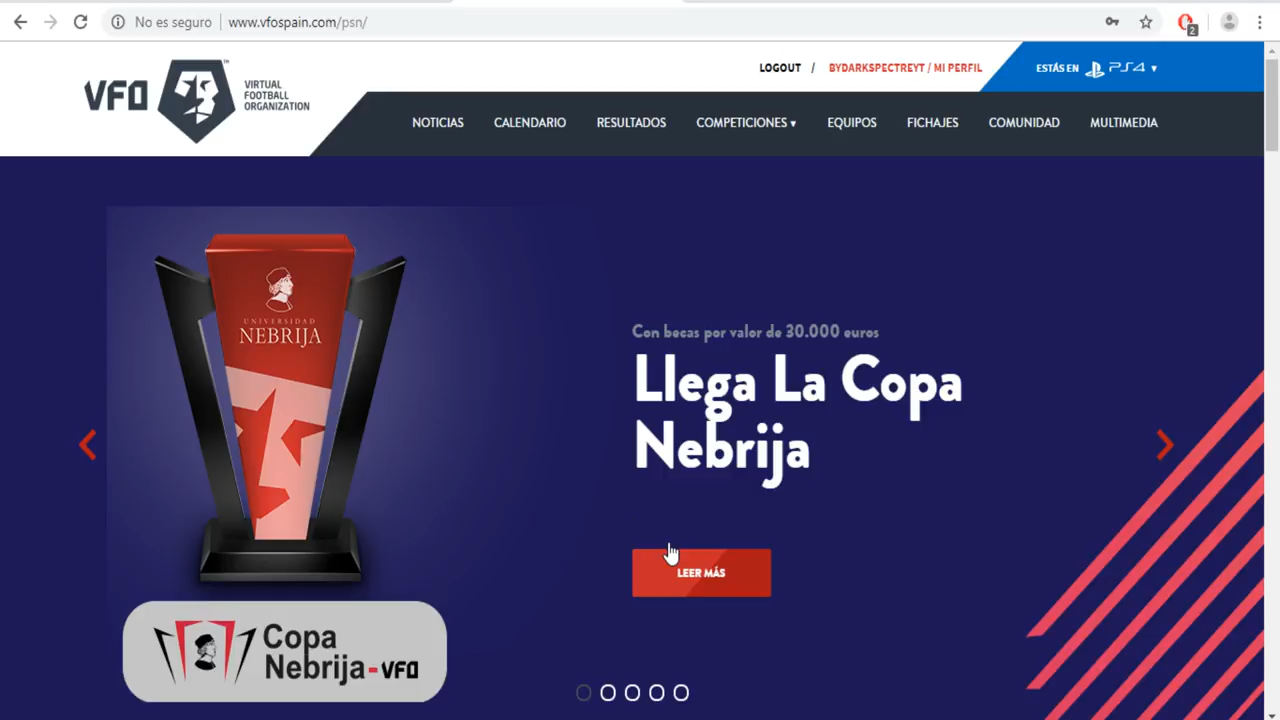 No es seguro
www.vfospain.com/psn/
2
VFO
TM
VIRTUAL
FOOTBALL
ORGANIZATION
LOGOUT / BYDARKSPECTREYT / MI PERFIL
ESTÁS EN PS4 ▾
NOTICIAS CALENDARIO RESULTADOS COMPETICIONES ▾ EQUIPOS FICHAJES COMUNIDAD MULTIMEDIA
UNIVERSIDAD
NEBRIJA
Con becas por valor de 30.000 euros
Llega La Copa
Nebrija
LEER MÁS
Copa
Nebrija-VFO